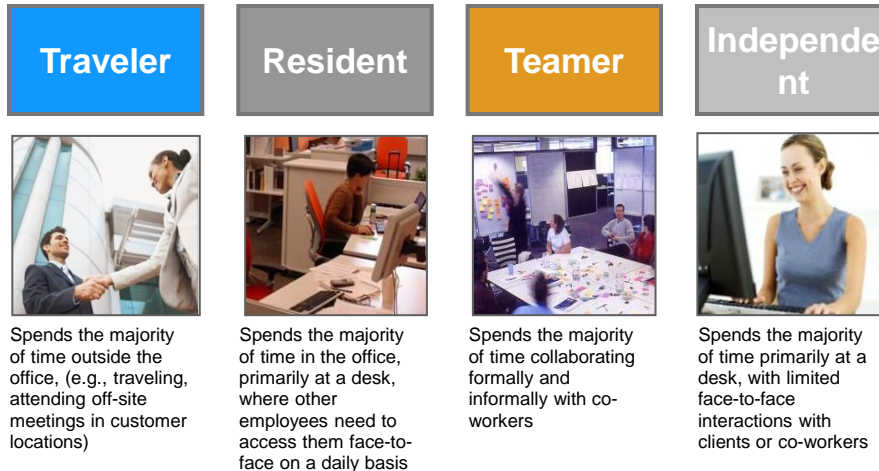 Traveler
Resident
Teamer
Independe
nt
Spends the majority
of time outside the
office, (e.g., traveling,
attending off-site
meetings in customer
locations)
Spends the majority
of time in the office,
primarily at a desk,
where other
employees need to
access them face-to-
face on a daily basis
Spends the majority
of time collaborating
formally and
informally with co-
workers
Spends the majority
of time primarily at a
desk, with limited
face-to-face
interactions with
clients or co-workers